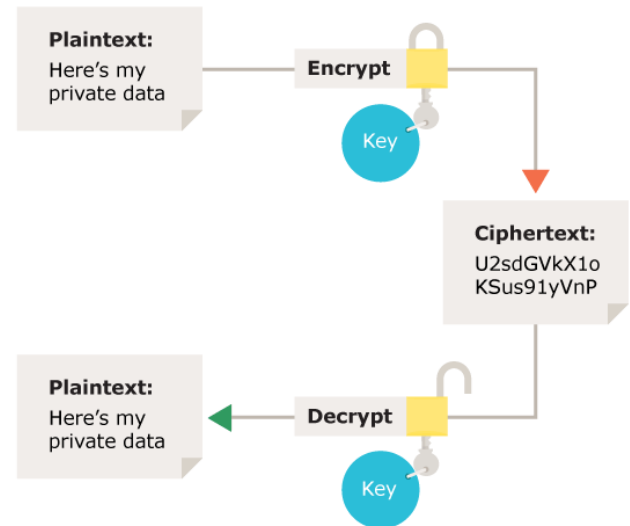 Plaintext:
Here's my
private data
Encrypt
Key
Ciphertext:
U2sdGVkX1o
KSus91yVnP
Plaintext:
Here's my
private data
Decrypt
Key